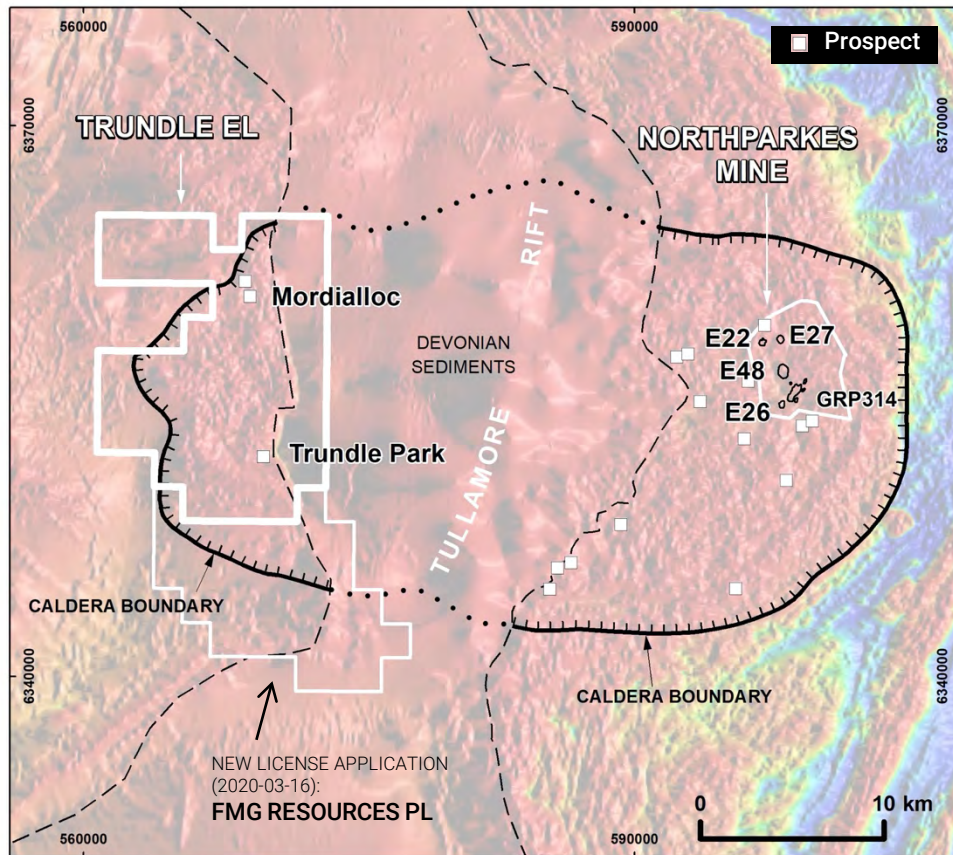 560000
590000
Prospect
6370000
6370000
TRUNDLE EL
NORTHPARKES
MINE
RIFT
Mordialloc
DEVONIAN
SEDIMENTS
E22
E27
E48
GRP314
E26
Trundle Park
TULLAMORE
CALDERA BOUNDARY
CALDERA BOUNDARY
6340000
6340000
NEW LICENSE APPLICATION
(2020-03-16):
FMG RESOURCES PL
0
10 km
560000
590000